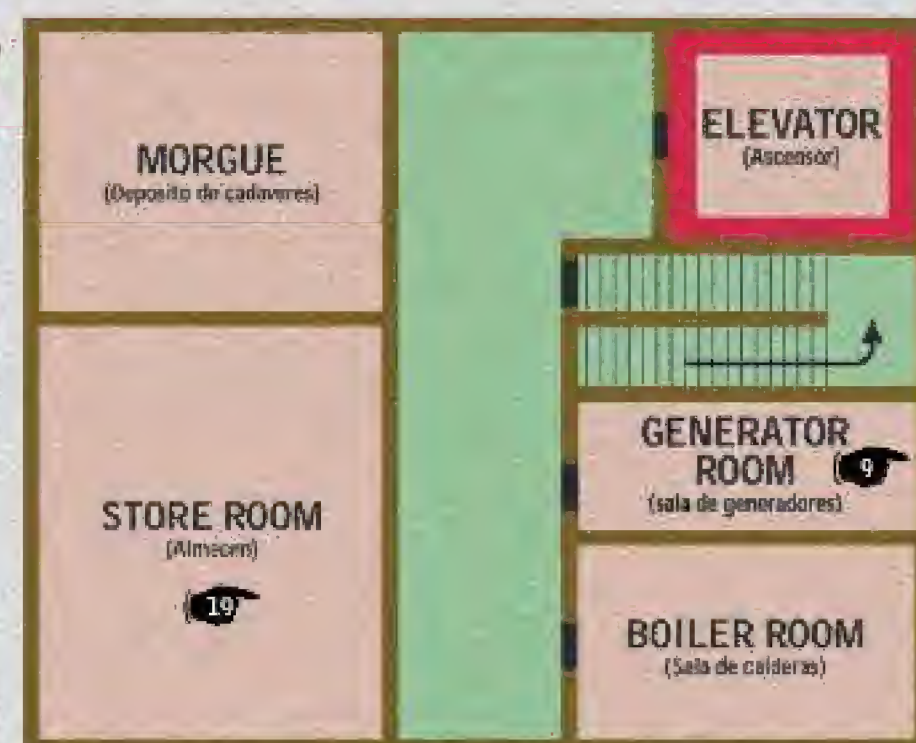 MORGUE
(Deposito de cadaveres)
ELEVATOR
(Ascensor)
GENERATOR
ROOM
9
(sala de generadores)
STORE ROOM
(Almacen)
19
BOILER ROOM
(Sala de calderas)